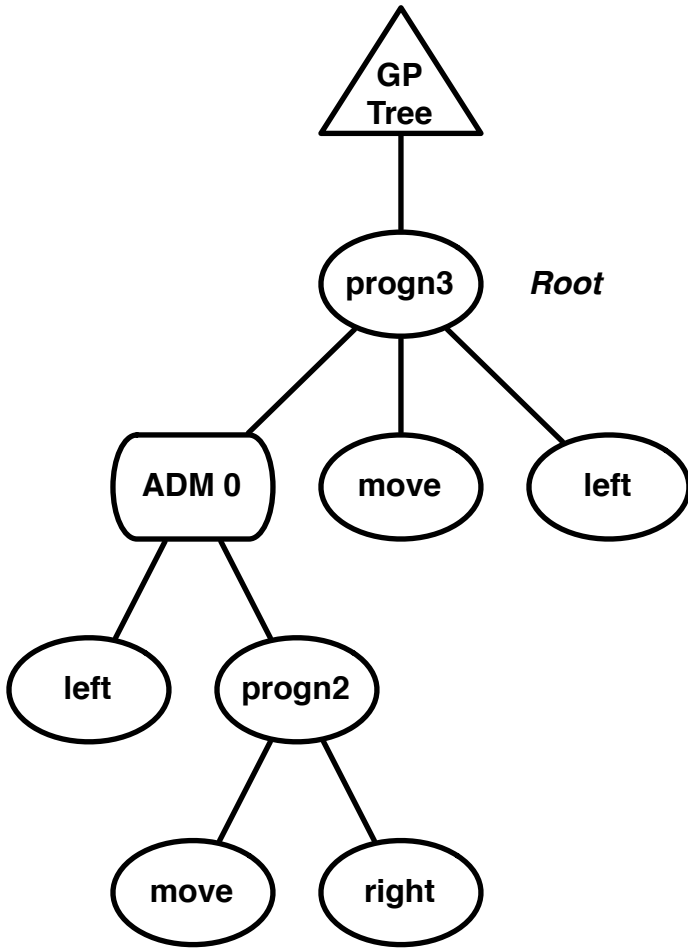 GP
Tree
progn3
Root
ADM 0
move
left
left
progn2
move
right